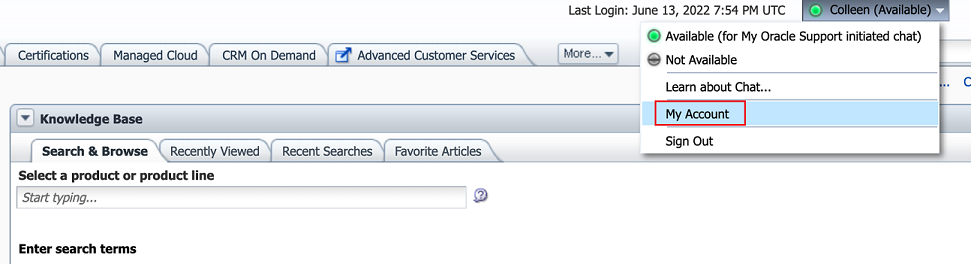 Last Login: June 13, 2022 7:54 PM UTC Colleen (Available)
Available (for My Oracle Support initiated chat)
Not Available
Learn about Chat...
My Account
Sign Out
Certifications Managed Cloud CRM On Demand Advanced Customer Services More...
... C
Knowledge Base
Search & Browse Recently Viewed Recent Searches Favorite Articles
Select a product or product line
Start typing...
Enter search terms